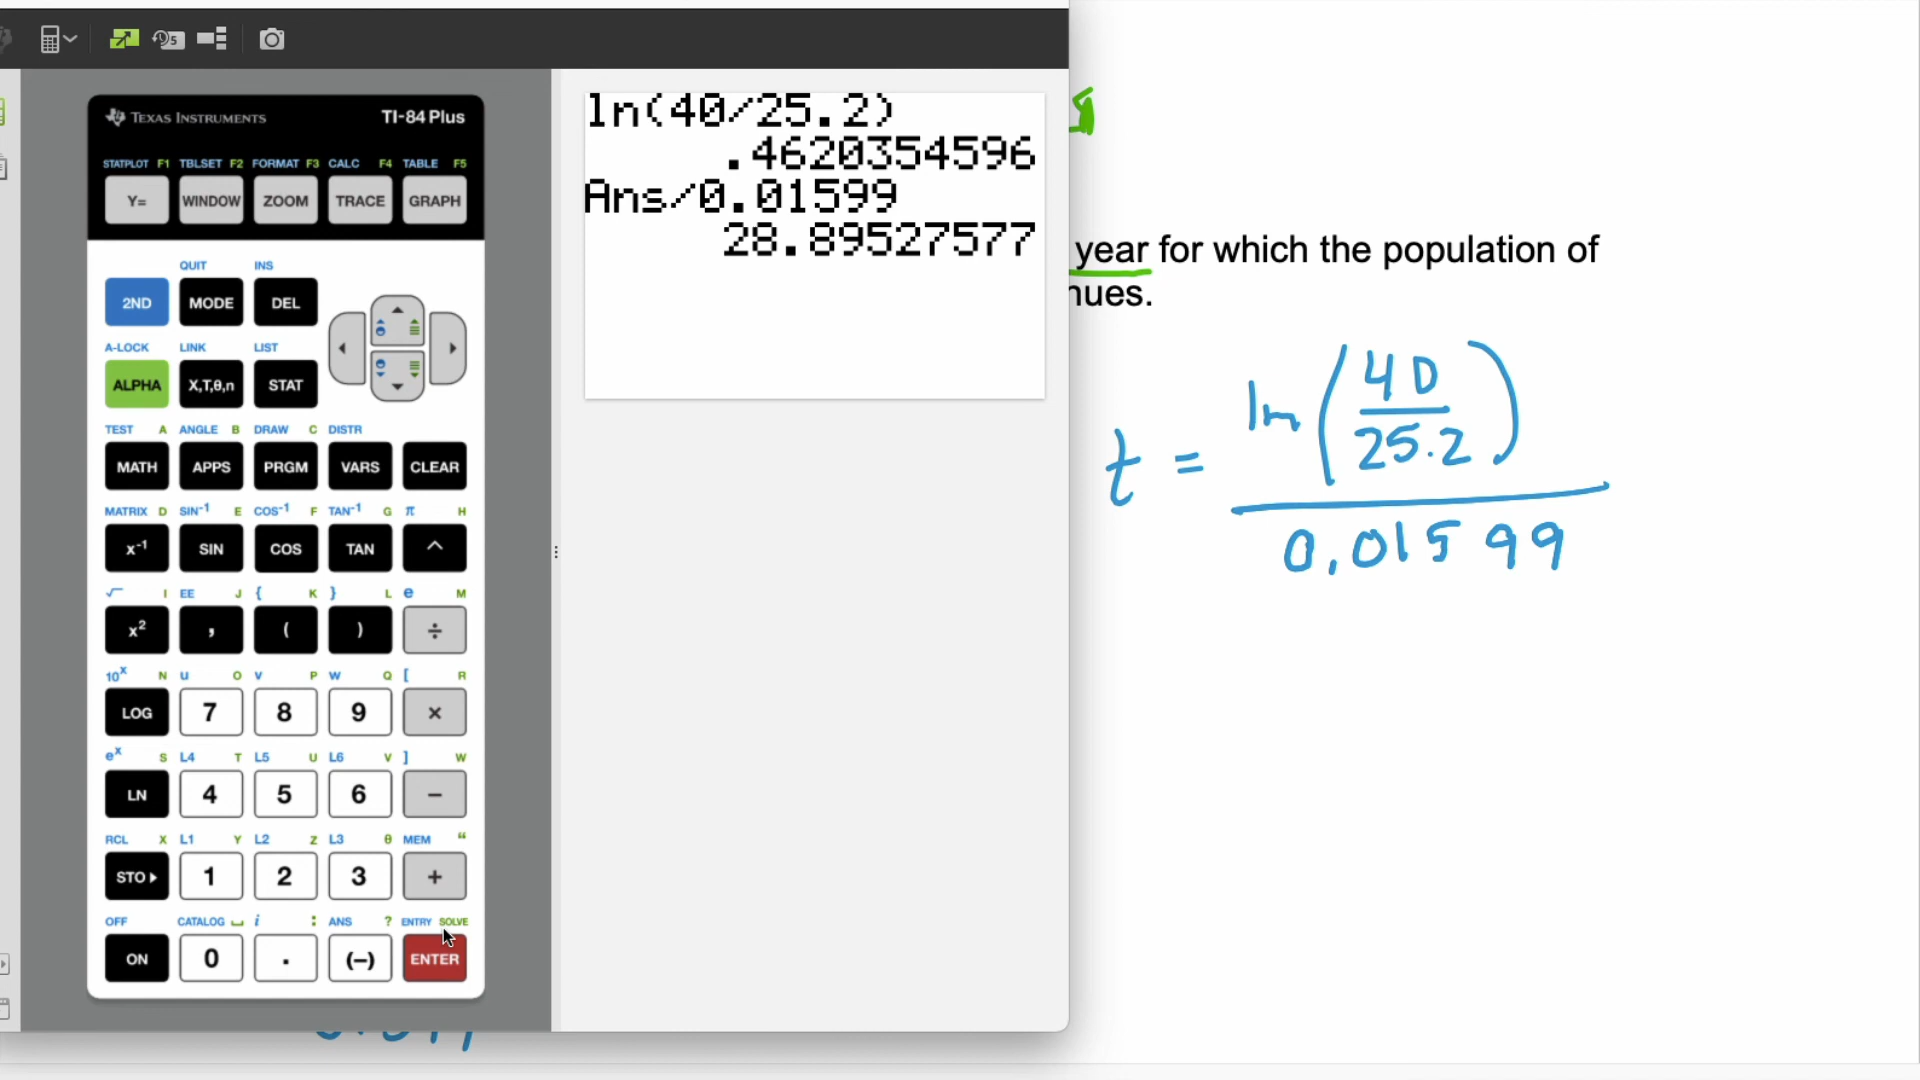 TEXAS INSTRUMENTS TI-84 Plus
STATPLOT F1 TBLSET F2 FORMAT F3 CALC F4 TABLE F5
Y= WINDOW ZOOM TRACE GRAPH
QUIT INS
2ND MODE DEL
A-LOCK LINK LIST
ALPHA X,T,θ,n STAT
TEST A ANGLE B DRAW C DISTR
MATH APPS PRGM VARS CLEAR
MATRIX D SIN⁻¹ E COS⁻¹ F TAN⁻¹ G π H
x⁻¹ SIN COS TAN ^
√ I EE J { K } L e M
x² , ( ) ÷
10ˣ N u O v P w Q [ R
LOG 7 8 9 ×
eˣ S L4 T L5 U L6 V ] W
LN 4 5 6 −
RCL X L1 Y L2 Z L3 θ MEM “
STO▸ 1 2 3 +
OFF CATALOG ⎵ i : ANS ? ENTRY SOLVE
ON 0 . (−) ENTER
ln(40/25.2)
.4620354596
Ans/0.01599
28.89527577
year for which the population of
nues.
t = ln(40/25.2)
0.01599